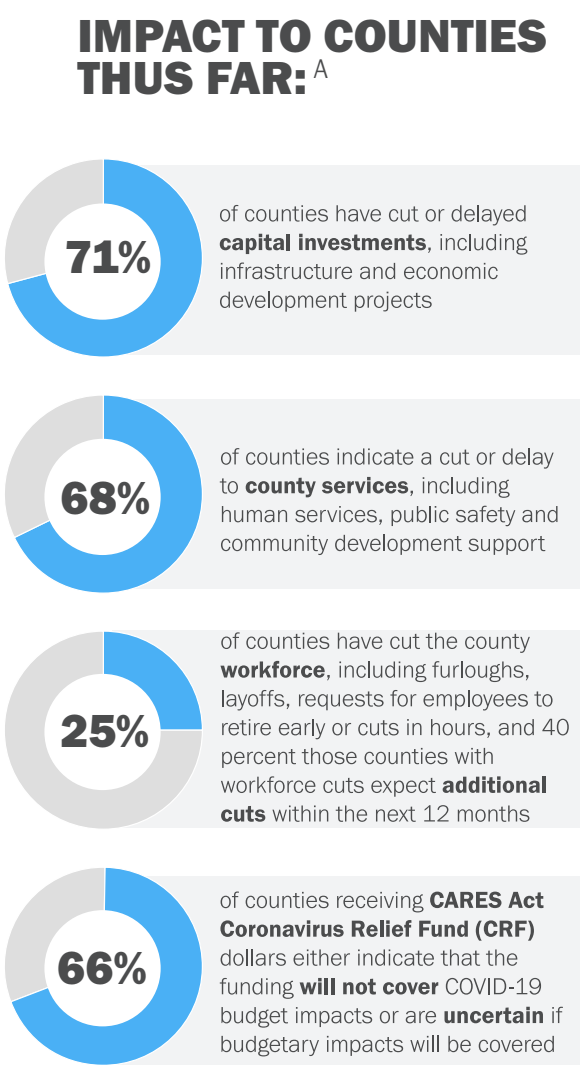 IMPACT TO COUNTIES
THUS FAR: A
71%
of counties have cut or delayed
capital investments, including
infrastructure and economic
development projects
68%
of counties indicate a cut or delay
to county services, including
human services, public safety and
community development support
25%
of counties have cut the county
workforce, including furloughs,
layoffs, requests for employees to
retire early or cuts in hours, and 40
percent those counties with
workforce cuts expect additional
cuts within the next 12 months
66%
of counties receiving CARES Act
Coronavirus Relief Fund (CRF)
dollars either indicate that the
funding will not cover COVID-19
budget impacts or are uncertain if
budgetary impacts will be covered